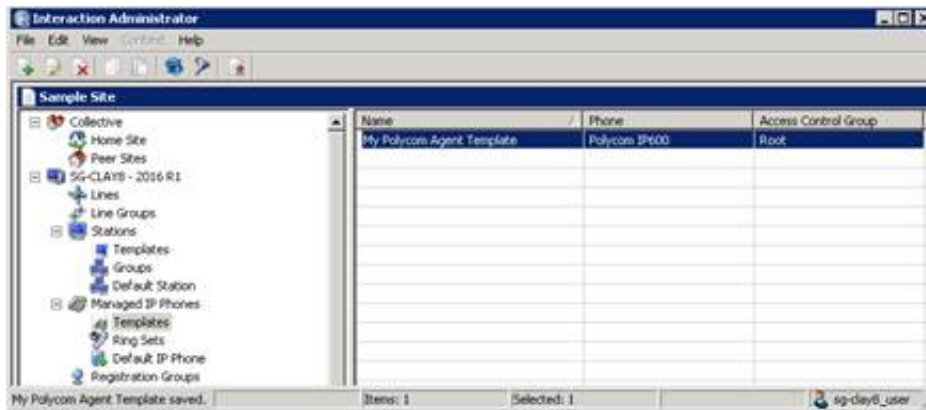 Interaction Administrator
File Edit View Context Help
Sample Site
Collective
Home Site
Peer Sites
SG-CLAY8 - 2016 R1
Lines
Line Groups
Stations
Templates
Groups
Default Station
Managed IP Phones
Templates
Ring Sets
Default IP Phone
Registration Groups
Name / Phone Access Control Group
My Polycom Agent Template Polycom IP600 Root
My Polycom Agent Template saved. Items: 1 Selected: 1 sg-clay8_user